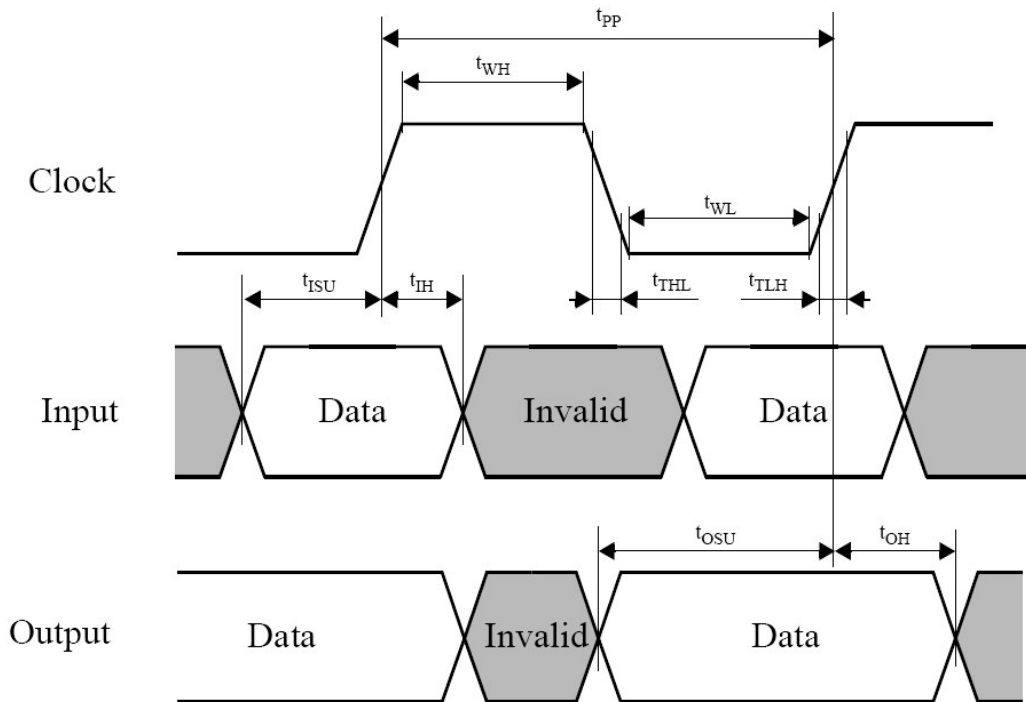 tPP
tWH
Clock
tWL
tISU
tIH
tTHL
tTLH
Input
Data
Invalid
Data
tOSU
tOH
Output
Data
Invalid
Data